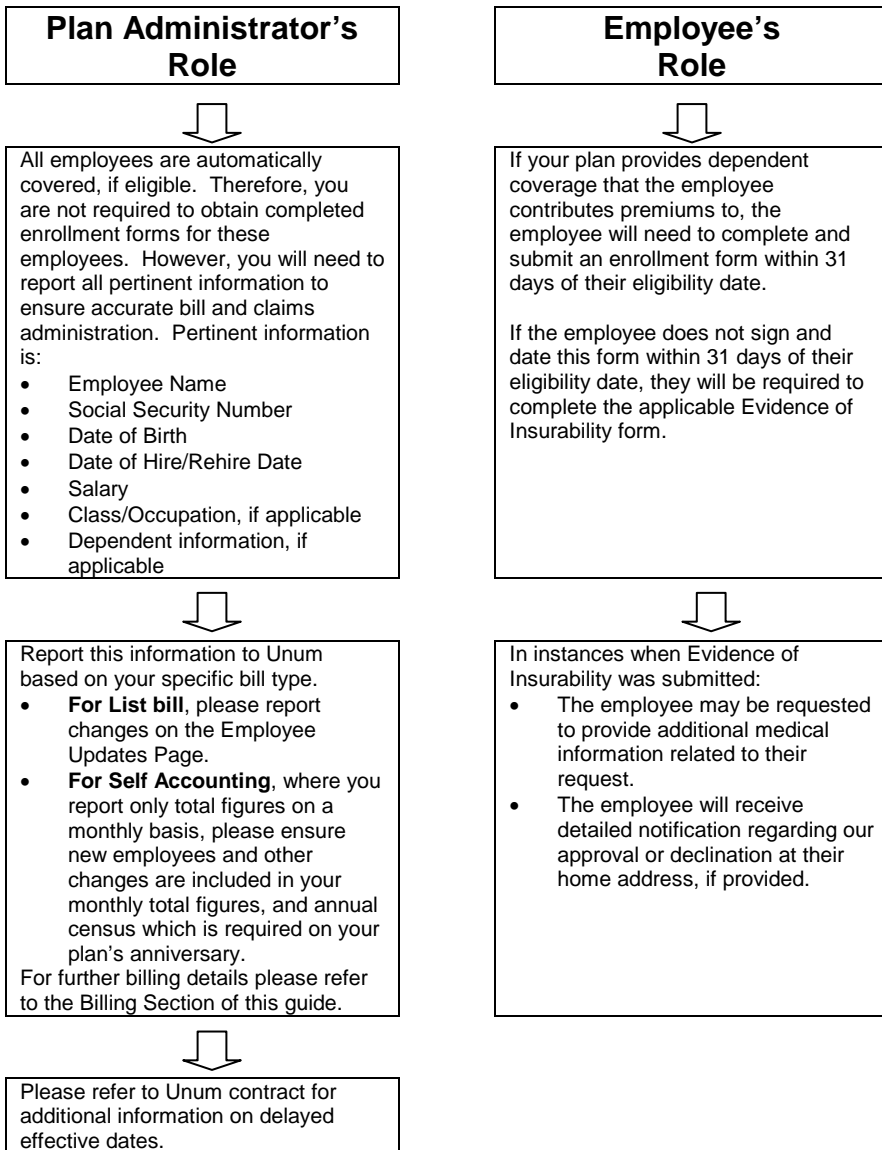 Plan Administrator's
Role
All employees are automatically
covered, if eligible.  Therefore, you
are not required to obtain completed
enrollment forms for these
employees.  However, you will need to
report all pertinent information to
ensure accurate bill and claims
administration.  Pertinent information
is:
• Employee Name
• Social Security Number
• Date of Birth
• Date of Hire/Rehire Date
• Salary
• Class/Occupation, if applicable
• Dependent information, if
applicable
Report this information to Unum
based on your specific bill type.
• For List bill, please report
changes on the Employee
Updates Page.
• For Self Accounting, where you
report only total figures on a
monthly basis, please ensure
new employees and other
changes are included in your
monthly total figures, and annual
census which is required on your
plan's anniversary.
For further billing details please refer
to the Billing Section of this guide.
Please refer to Unum contract for
additional information on delayed
effective dates.
Employee's
Role
If your plan provides dependent
coverage that the employee
contributes premiums to, the
employee will need to complete and
submit an enrollment form within 31
days of their eligibility date.
If the employee does not sign and
date this form within 31 days of their
eligibility date, they will be required to
complete the applicable Evidence of
Insurability form.
In instances when Evidence of
Insurability was submitted:
• The employee may be requested
to provide additional medical
information related to their
request.
• The employee will receive
detailed notification regarding our
approval or declination at their
home address, if provided.